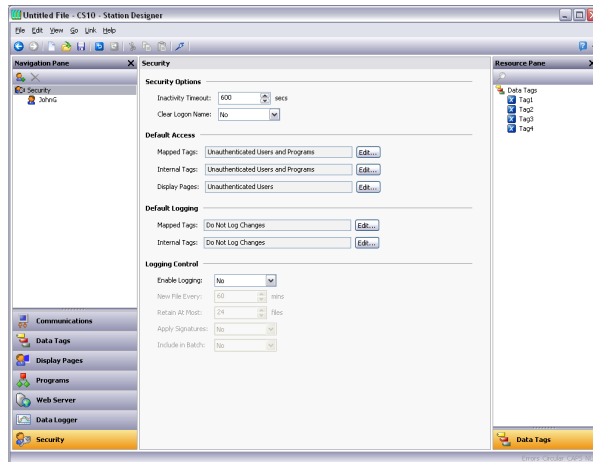 Untitled File - CS10 - Station Designer
File Edit View Go Link Help
Navigation Pane
Security
JohnG
Communications
Data Tags
Display Pages
Programs
Web Server
Data Logger
Security
Security
Security Options
Inactivity Timeout: 600 secs
Clear Logon Name: No
Default Access
Mapped Tags: Unauthenticated Users and Programs Edit...
Internal Tags: Unauthenticated Users and Programs Edit...
Display Pages: Unauthenticated Users Edit...
Default Logging
Mapped Tags: Do Not Log Changes Edit...
Internal Tags: Do Not Log Changes Edit...
Logging Control
Enable Logging: No
New File Every: 60 mins
Retain At Most: 24 files
Apply Signatures: No
Include in Batch: No
Resource Pane
Data Tags
Tag1
Tag2
Tag3
Tag4
Data Tags